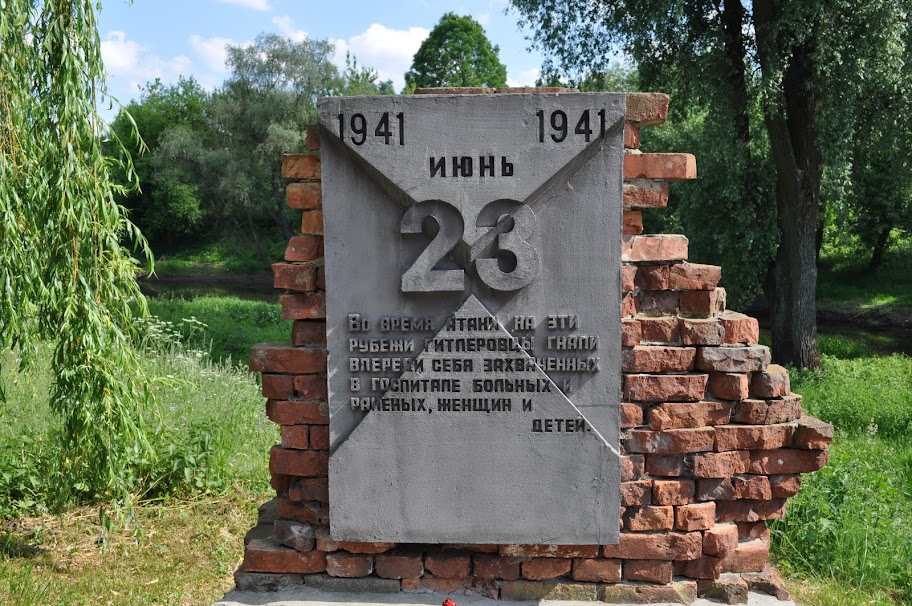 1941 1941
ИЮНЬ
23
Во время атаки на эти
рубежи гитлеровцы гнали
впереди себя захваченных
в госпитале больных и
раненых, женщин и
детей.